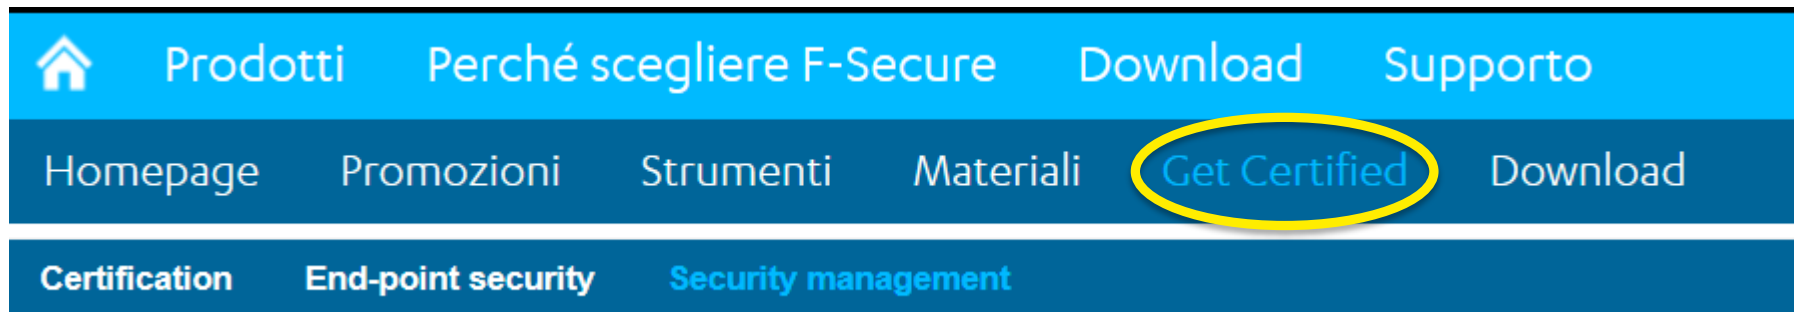 Prodotti Perché scegliere F-Secure Download Supporto
Homepage Promozioni Strumenti Materiali Get Certified Download
Certification End-point security Security management